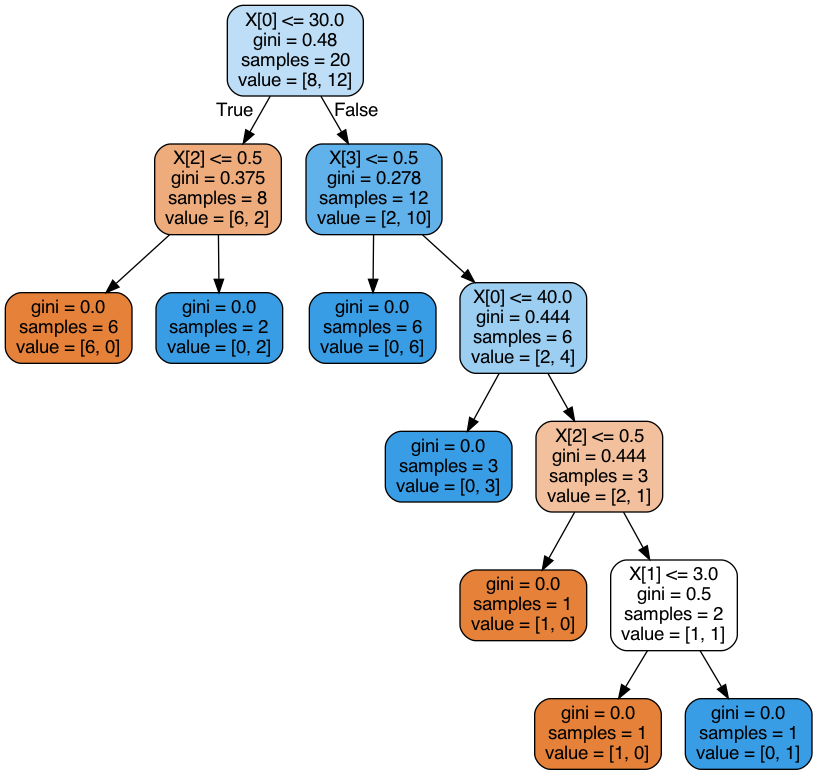 X[0] <= 30.0
gini = 0.48
samples = 20
value = [8, 12]
True
False
X[2] <= 0.5
gini = 0.375
samples = 8
value = [6, 2]
X[3] <= 0.5
gini = 0.278
samples = 12
value = [2, 10]
gini = 0.0
samples = 6
value = [6, 0]
gini = 0.0
samples = 2
value = [0, 2]
gini = 0.0
samples = 6
value = [0, 6]
X[0] <= 40.0
gini = 0.444
samples = 6
value = [2, 4]
gini = 0.0
samples = 3
value = [0, 3]
X[2] <= 0.5
gini = 0.444
samples = 3
value = [2, 1]
gini = 0.0
samples = 1
value = [1, 0]
X[1] <= 3.0
gini = 0.5
samples = 2
value = [1, 1]
gini = 0.0
samples = 1
value = [1, 0]
gini = 0.0
samples = 1
value = [0, 1]